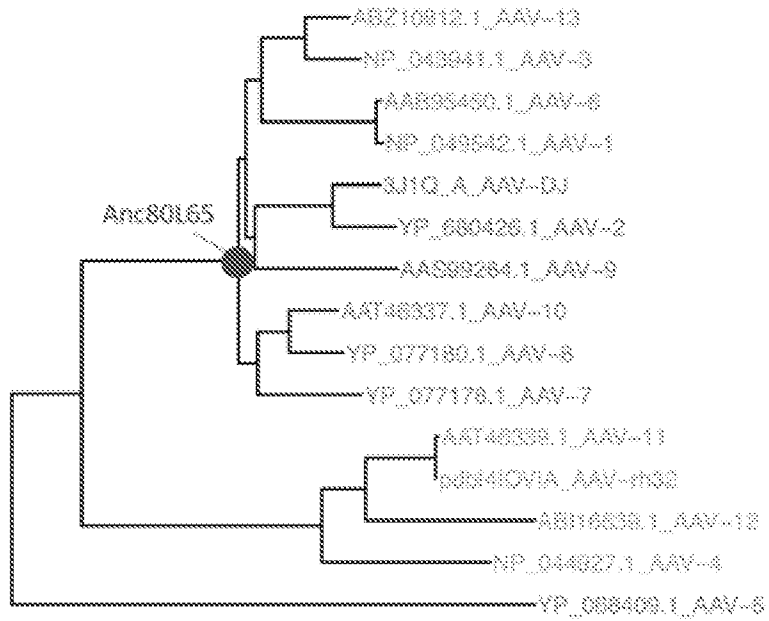 ABZ10812.1_AAV-13
NP_043941.1_AAV-3
AAB95450.1_AAV-6
NP_049542.1_AAV-1
3J1Q_A_AAV-DJ
YP_680426.1_AAV-2
Anc80L65
AAS99264.1_AAV-9
AAT46337.1_AAV-10
YP_077180.1_AAV-8
YP_077178.1_AAV-7
AAT46339.1_AAV-11
pdbl4IOVIA_AAV-rh32
ABI16639.1_AAV-12
NP_044927.1_AAV-4
YP_068409.1_AAV-5